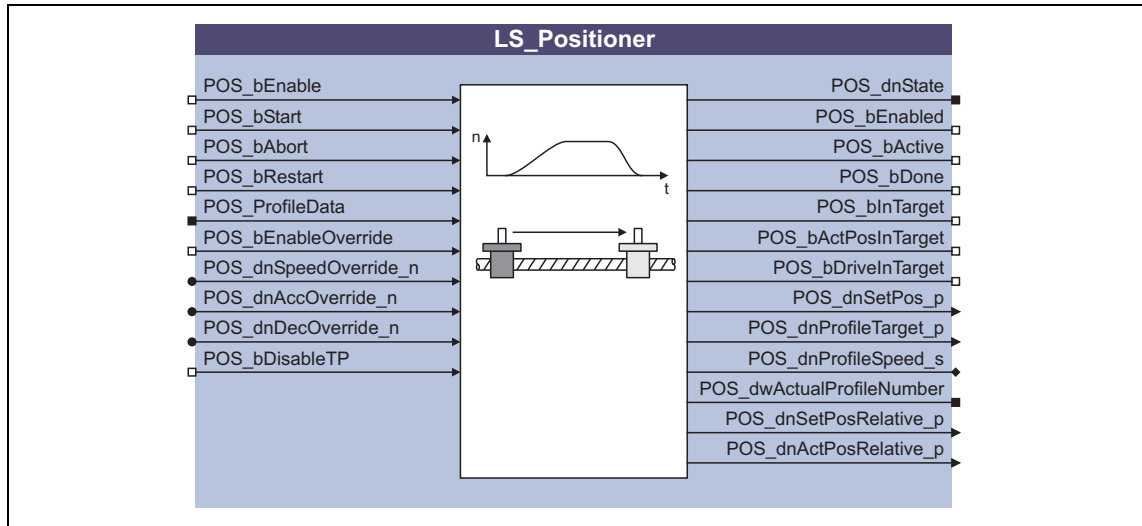 LS_Positioner
POS_bEnable
POS_bStart
POS_bAbort
POS_bRestart
POS_ProfileData
POS_bEnableOverride
POS_dnSpeedOverride_n
POS_dnAccOverride_n
POS_dnDecOverride_n
POS_bDisableTP
n
t
POS_dnState
POS_bEnabled
POS_bActive
POS_bDone
POS_bInTarget
POS_bActPosInTarget
POS_bDriveInTarget
POS_dnSetPos_p
POS_dnProfileTarget_p
POS_dnProfileSpeed_s
POS_dwActualProfileNumber
POS_dnSetPosRelative_p
POS_dnActPosRelative_p